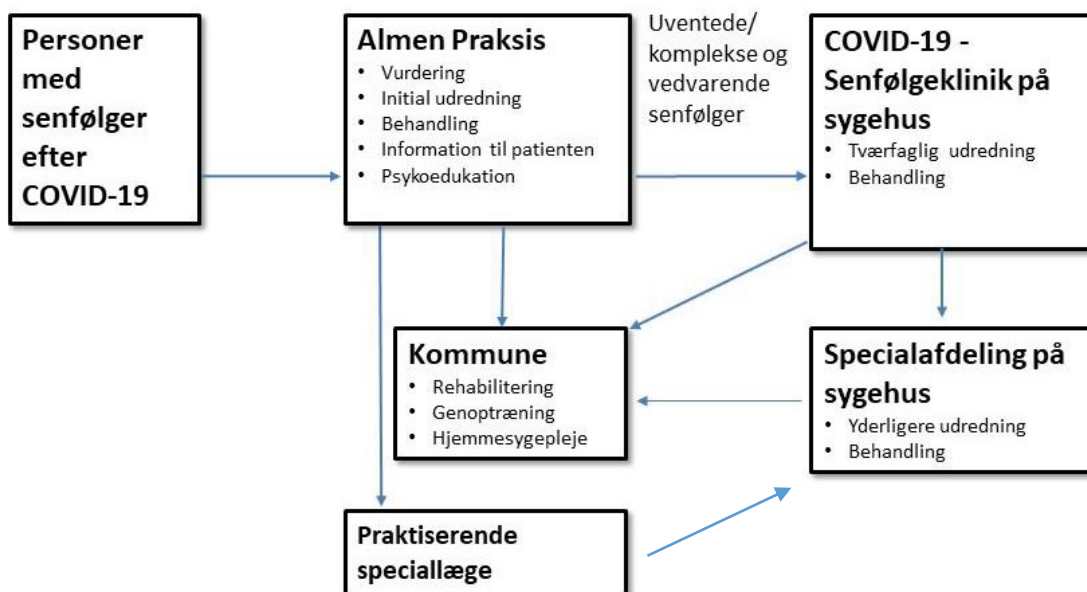 Personer
med
senfølger
efter
COVID-19
Almen Praksis
• Vurdering
• Initial udredning
• Behandling
• Information til patienten
• Psykoedukation
Uventede/
komplekse og
vedvarende
senfølger
COVID-19 -
Senfølgeklinik på
sygehus
• Tværfaglig udredning
• Behandling
Kommune
• Rehabilitering
• Genoptræning
• Hjemmesygepleje
Specialafdeling på
sygehus
• Yderligere udredning
• Behandling
Praktiserende
speciallæge